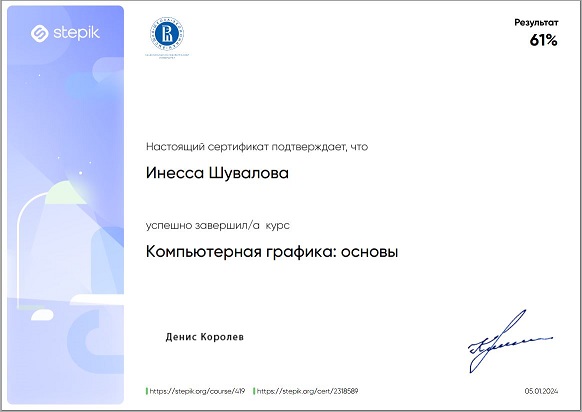 stepik
Результат
61%
Настоящий сертификат подтверждает, что
Инесса Шувалова
успешно завершил/а курс
Компьютерная графика: основы
Денис Королев
https://stepik.org/course/419 https://stepik.org/cert/2318589
05.01.2024